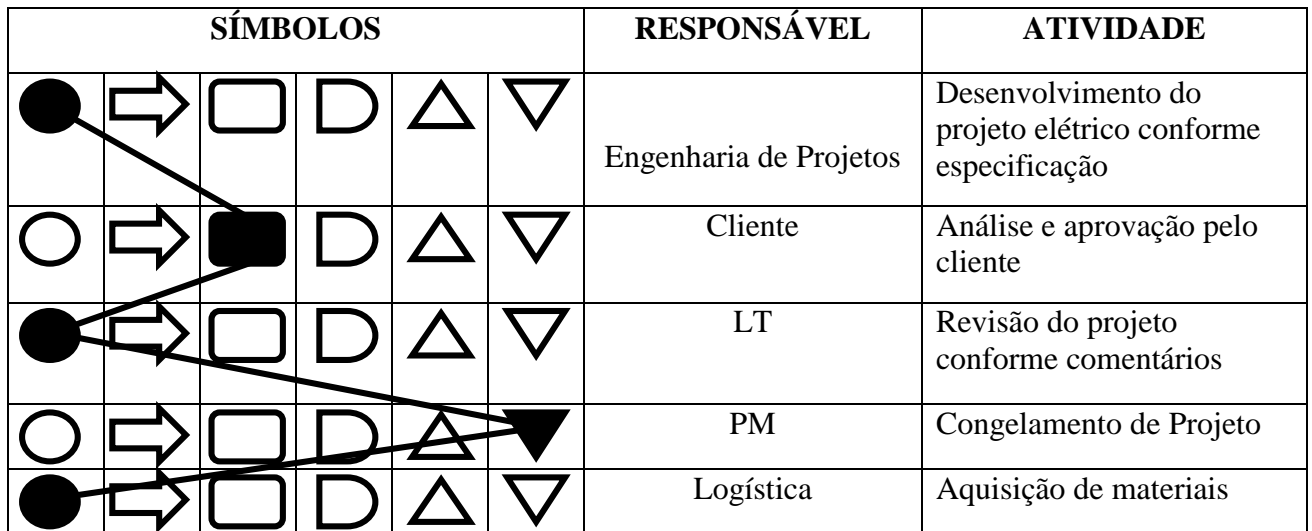 SÍMBOLOS RESPONSÁVEL ATIVIDADE
Engenharia de Projetos
Desenvolvimento do
projeto elétrico conforme
especificação
Cliente
Análise e aprovação pelo
cliente
LT
Revisão do projeto
conforme comentários
PM
Congelamento de Projeto
Logística
Aquisição de materiais